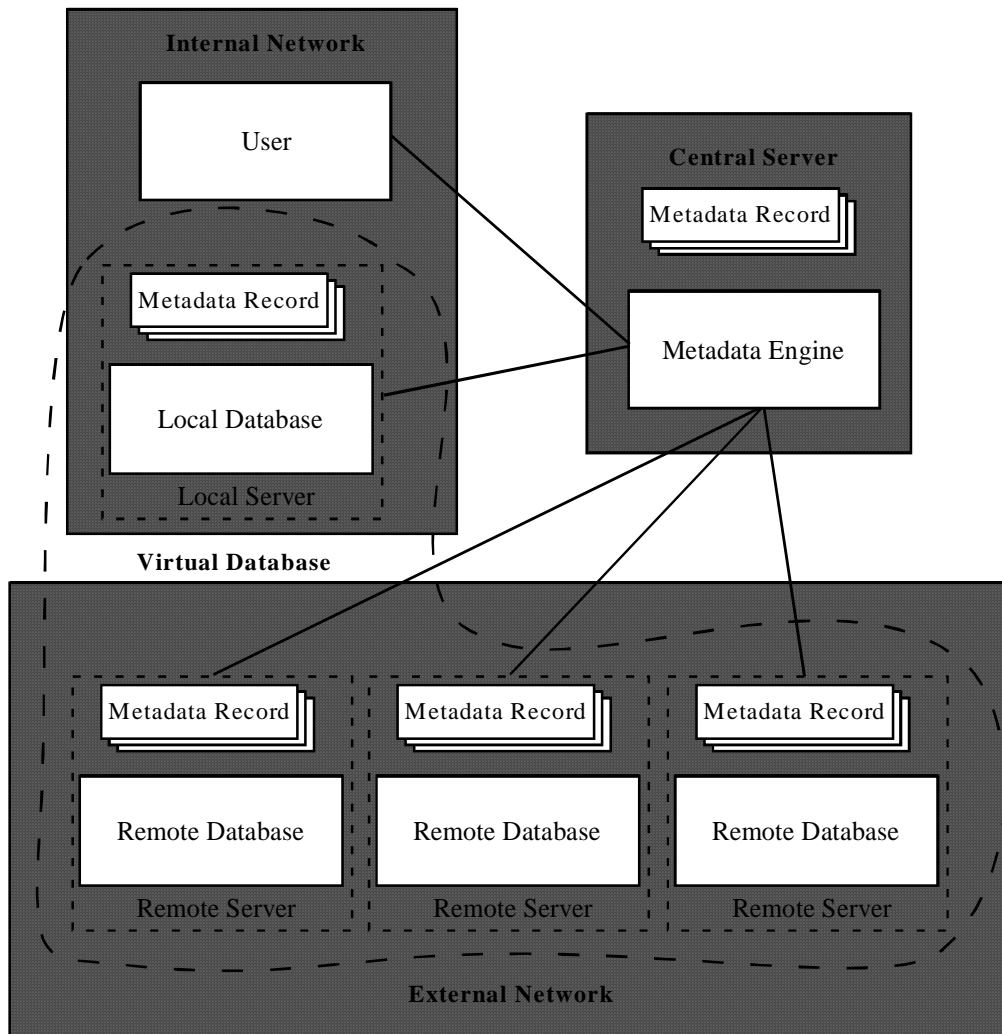 Internal Network
User
Central Server
Metadata Record
Metadata Record
Metadata Engine
Local Database
Local Server
Virtual Database
Metadata Record
Metadata Record
Metadata Record
Remote Database
Remote Database
Remote Database
Remote Server
Remote Server
Remote Server
External Network